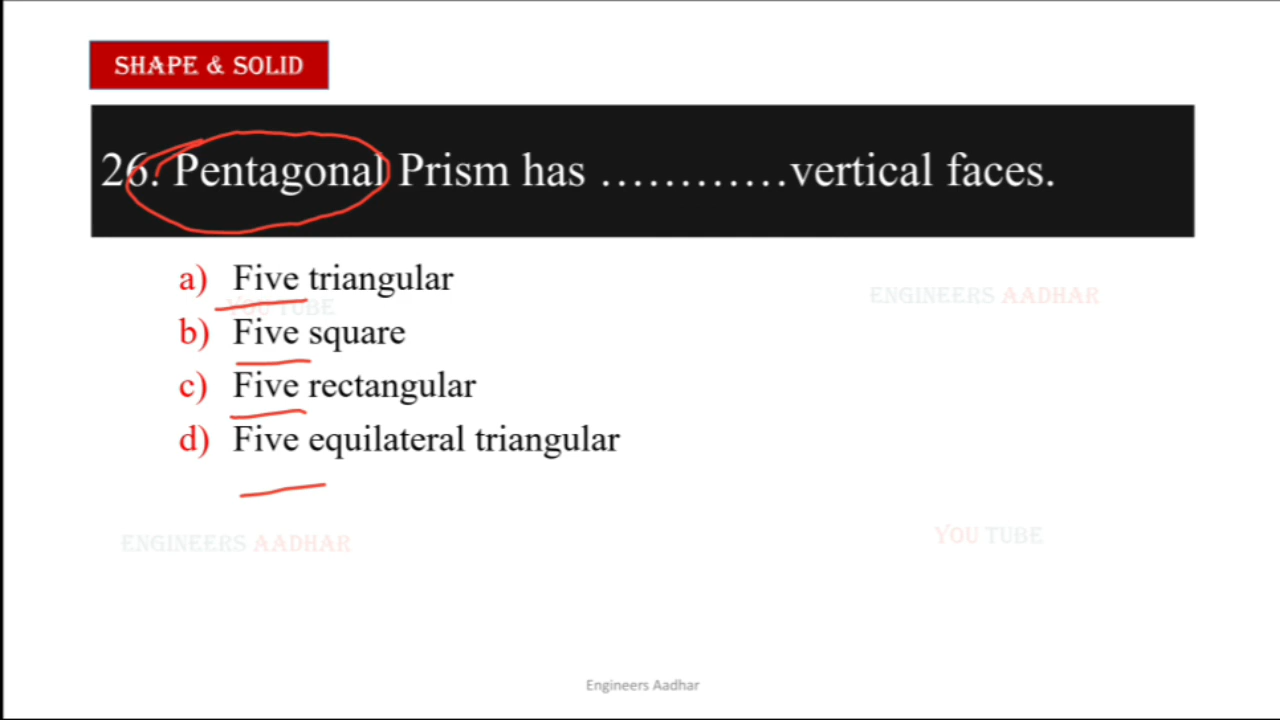 SHAPE & SOLID
26. Pentagonal Prism has …………vertical faces.
a) Five triangular
YOU TUBE
ENGINEERS AADHAR
b) Five square
c) Five rectangular
d) Five equilateral triangular
ENGINEERS AADHAR
YOU TUBE
Engineers Aadhar